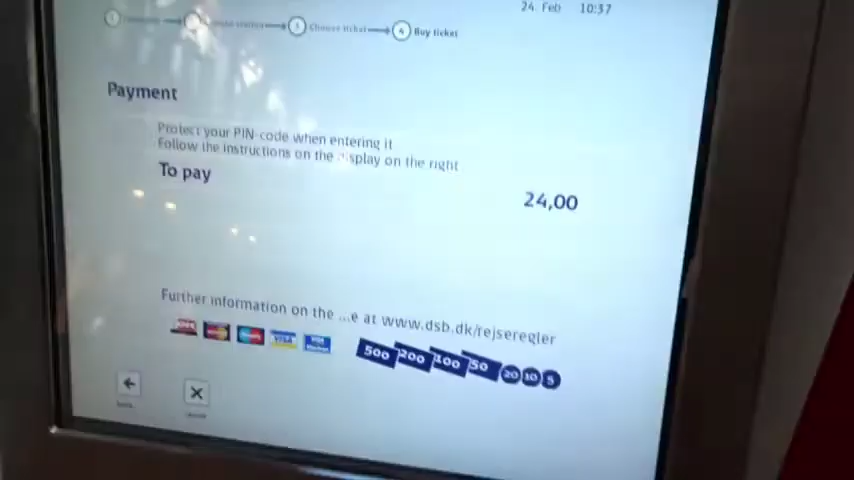 24 Feb 10:37
3 Choose ticket 4 Buy ticket
Payment
Protect your PIN-code when entering it
Follow the instructions on the display on the right
To pay
24,00
Further information on the ...e at www.dsb.dk/rejseregler
VISA
500 200 100 50 20 10 5